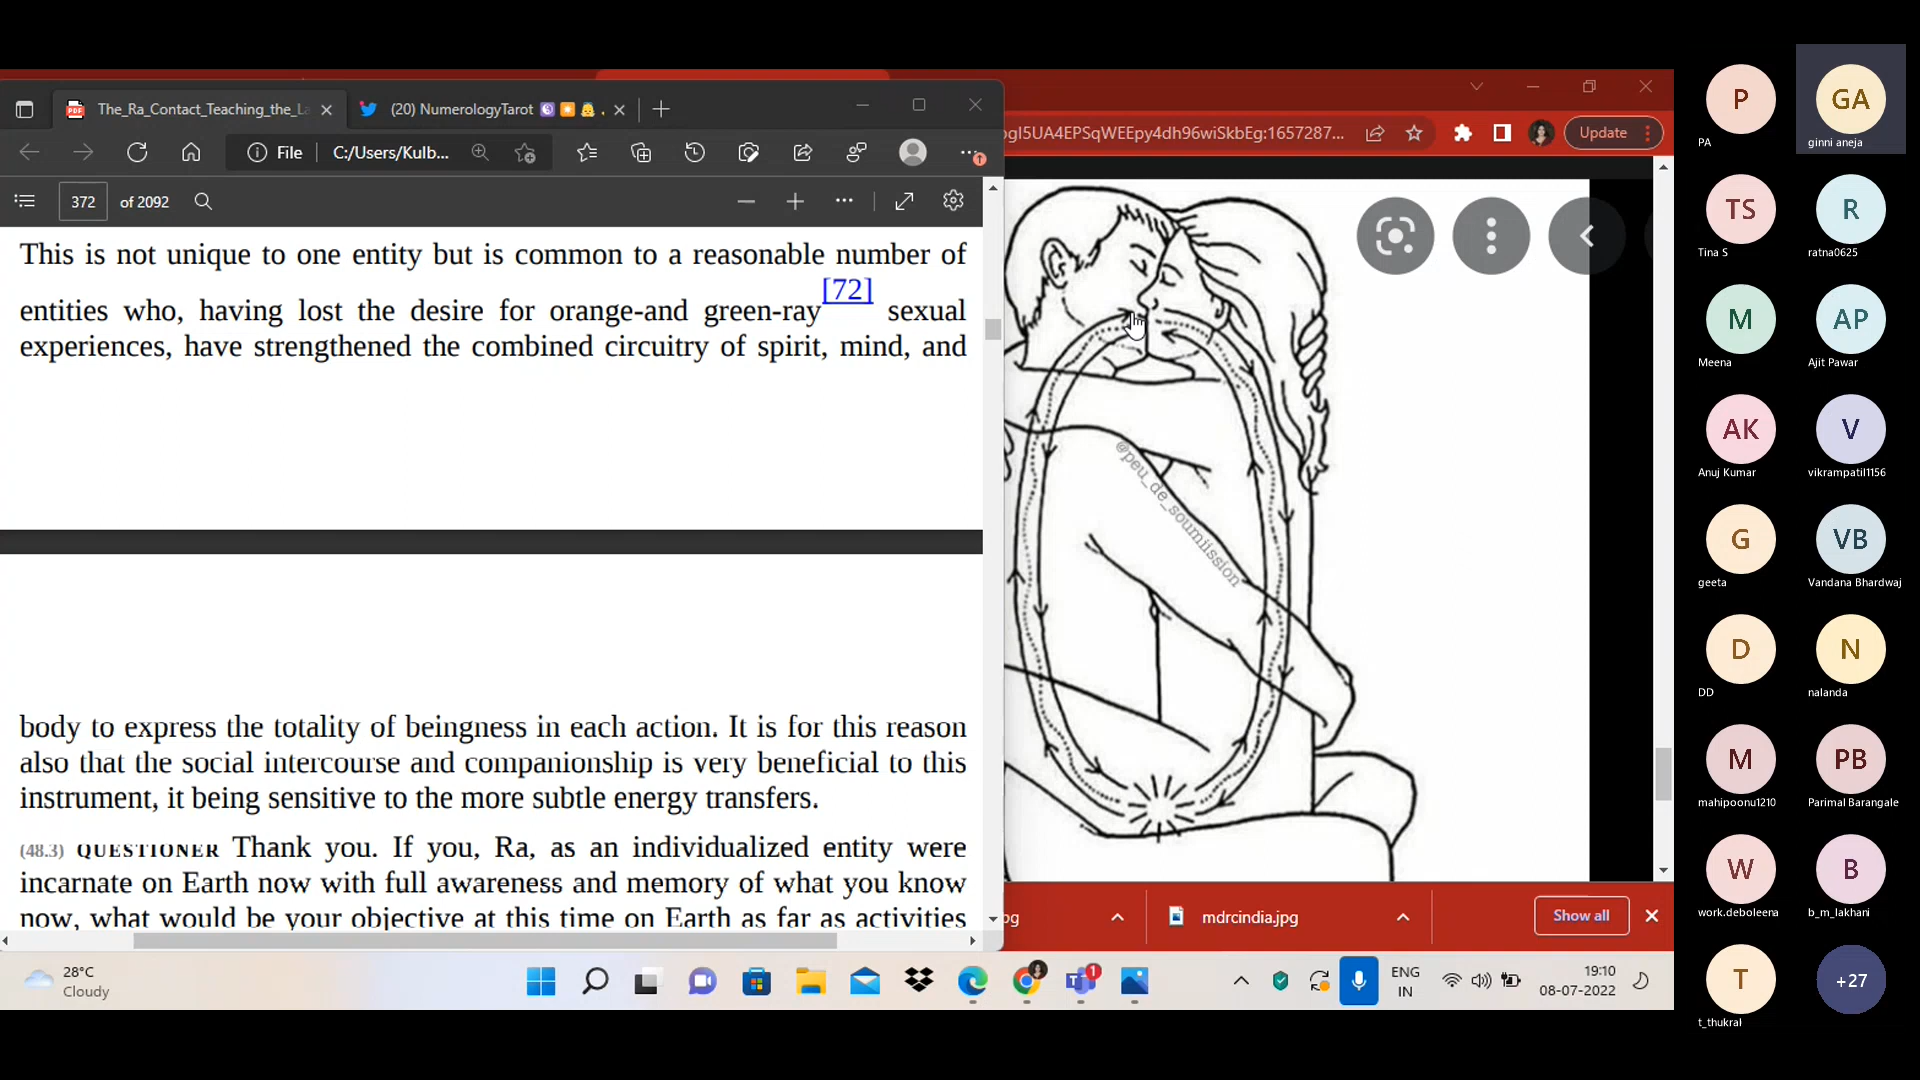 The_Ra_Contact_Teaching_the_La
(20) NumerologyTarot
File
C:/Users/Kulb...
372
of 2092
This is not unique to one entity but is common to a reasonable number of
entities who, having lost the desire for orange-and green-ray[72] sexual
experiences, have strengthened the combined circuitry of spirit, mind, and
body to express the totality of beingness in each action. It is for this reason
also that the social intercourse and companionship is very beneficial to this
instrument, it being sensitive to the more subtle energy transfers.
(48.3) QUESTIONER Thank you. If you, Ra, as an individualized entity were
incarnate on Earth now with full awareness and memory of what you know
now, what would be your objective at this time on Earth as far as activities
ogI5UA4EPSqWEEpy4dh96wiSkbEg:1657287...
Update
@peu_de_soumiission
pg
mdrcindia.jpg
Show all
28°C
Cloudy
1
ENG
IN
19:10
08-07-2022
P
PA
GA
ginni aneja
TS
Tina S
R
ratna0625
M
Meena
AP
Ajit Pawar
AK
Anuj Kumar
V
vikrampatil1156
G
geeta
VB
Vandana Bhardwaj
D
DD
N
nalanda
M
mahipoonu1210
PB
Parimal Barangale
W
work.deboleena
B
b_m_lakhani
T
t_thukral
+27